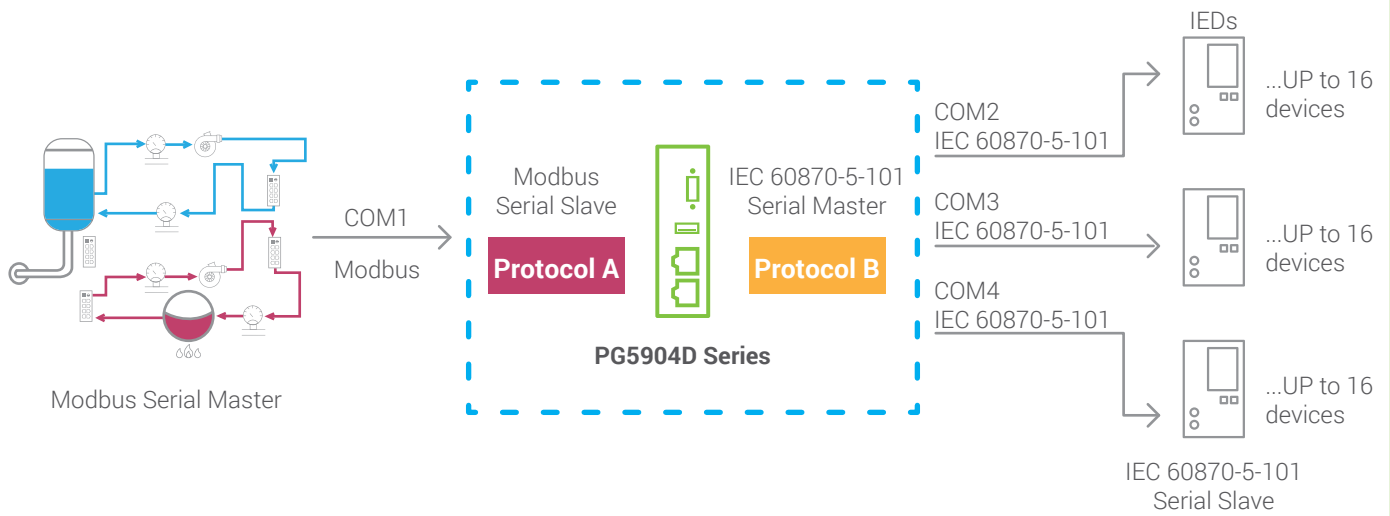 Modbus Serial Master
COM1
Modbus
Modbus
Serial Slave
Protocol A
IEC 60870-5-101
Serial Master
Protocol B
PG5904D Series
COM2
IEC 60870-5-101
COM3
IEC 60870-5-101
COM4
IEC 60870-5-101
IEDs
...UP to 16
devices
...UP to 16
devices
...UP to 16
devices
IEC 60870-5-101
Serial Slave